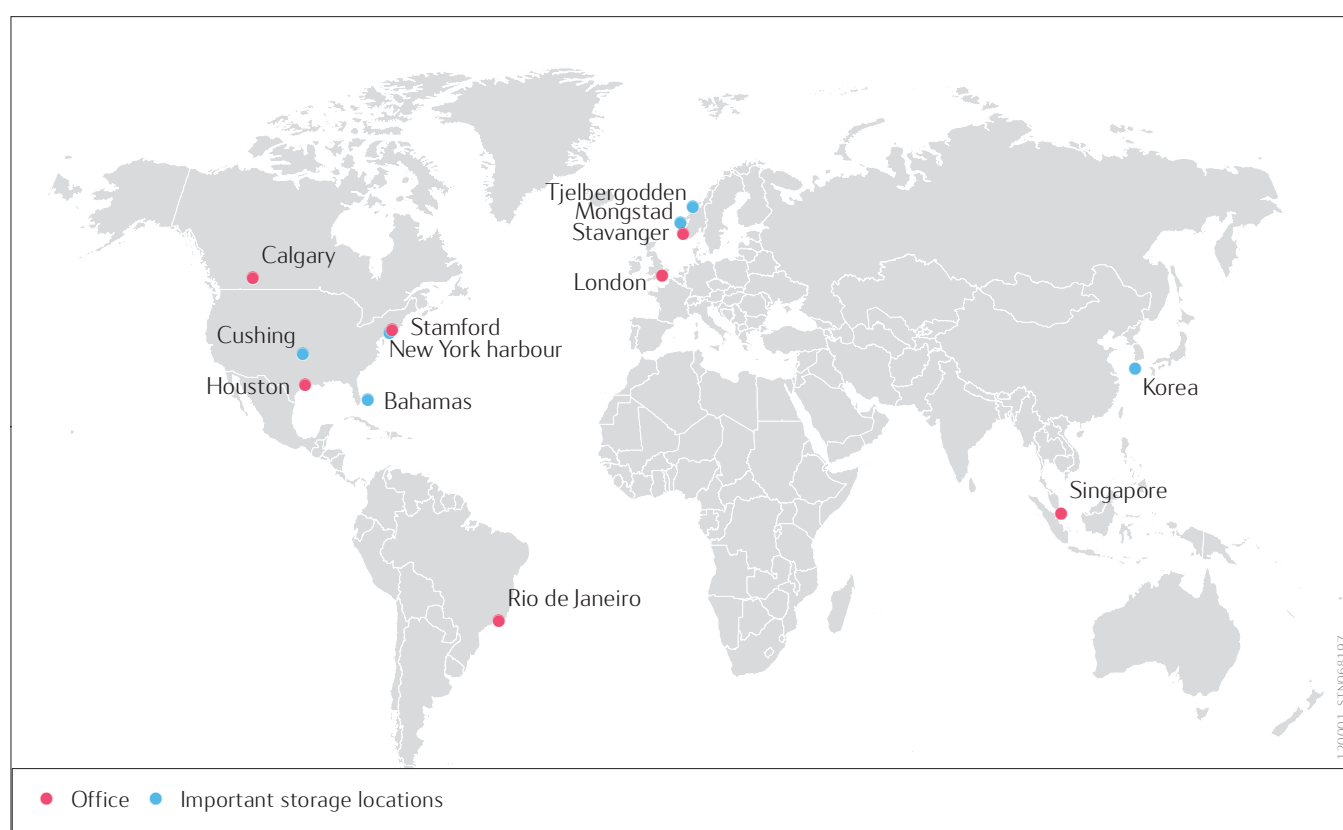 Tjelbergodden
Mongstad
Stavanger
Calgary
London
Stamford
Cushing
New York harbour
Houston
Korea
Bahamas
Singapore
Rio de Janeiro
Office
Important storage locations